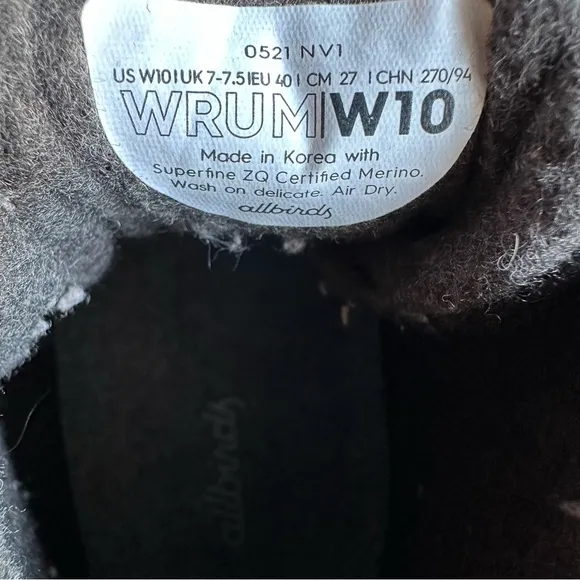 0521 NV1
US W10 | UK 7-7.5 | EU 40 | CM 27 | CHN 270/94
WRUM|W10
Made in Korea with
Superfine ZQ Certified Merino.
Wash on delicate. Air Dry.
allbirds
allbirds